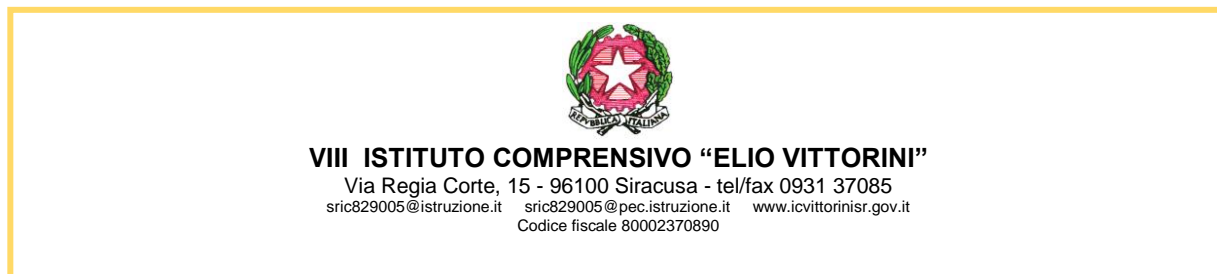 REPVBBLICA ITALIANA
VIII ISTITUTO COMPRENSIVO “ELIO VITTORINI”
Via Regia Corte, 15 - 96100 Siracusa - tel/fax 0931 37085
sric829005@istruzione.it sric829005@pec.istruzione.it www.icvittorinisr.gov.it
Codice fiscale 80002370890